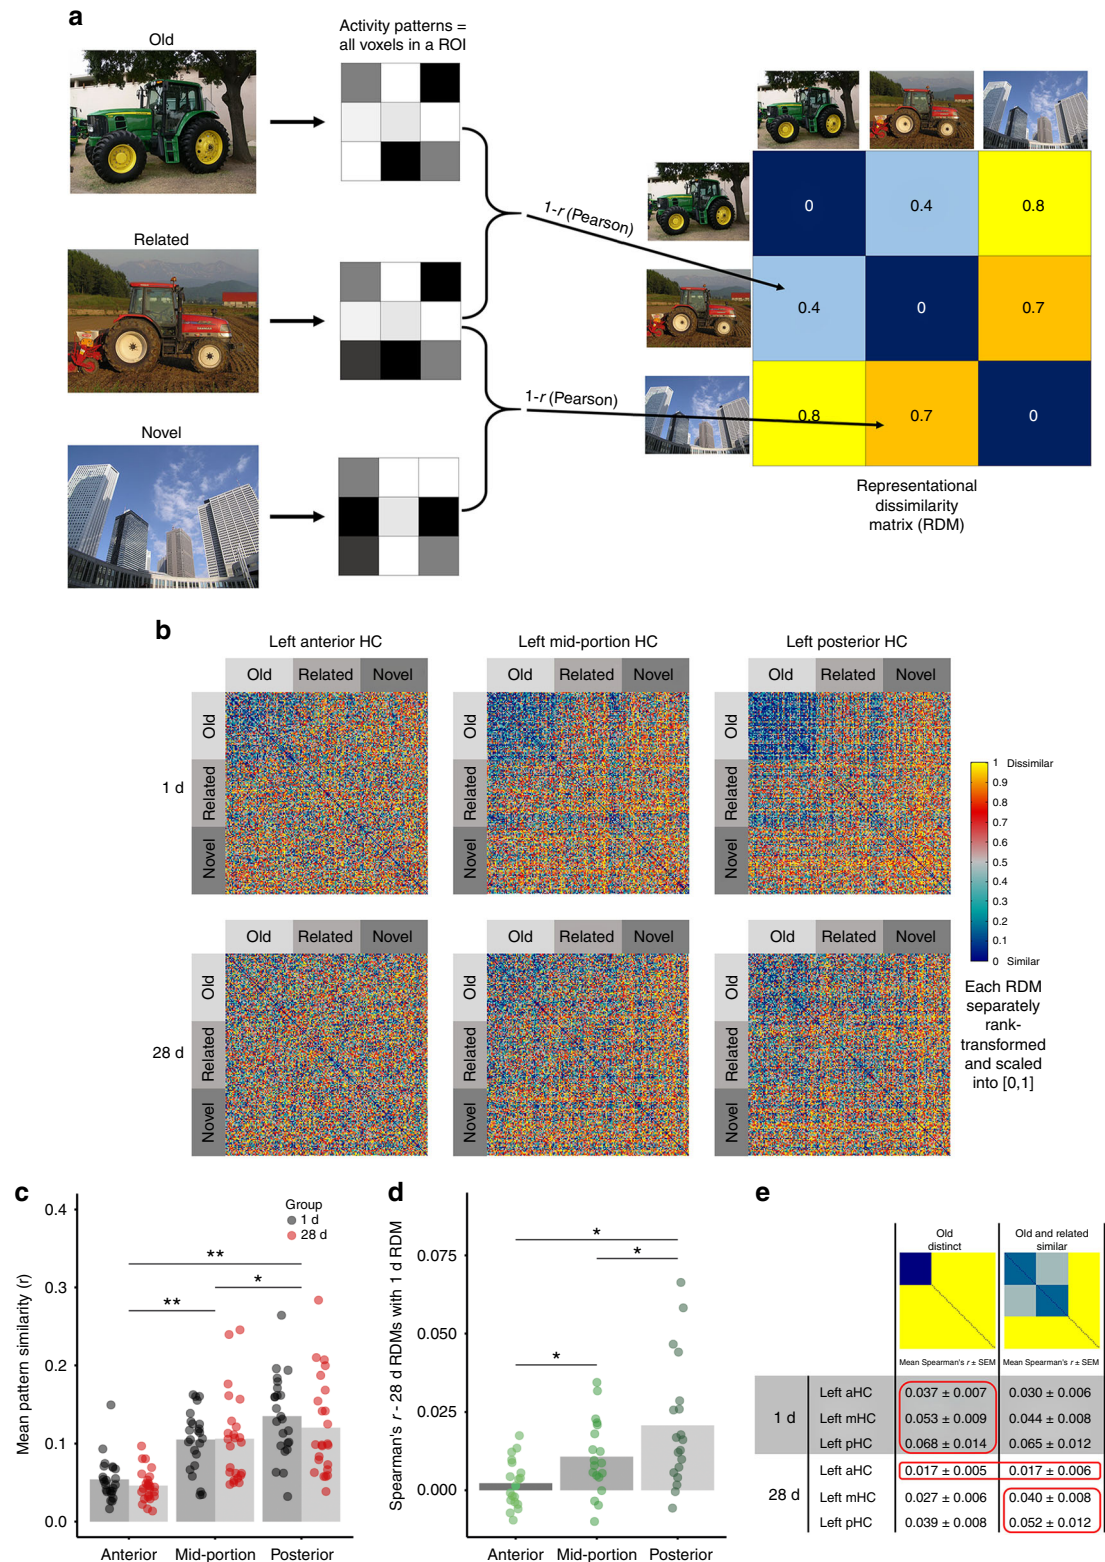 a
Old
Activity patterns =
all voxels in a ROI
Related
Novel
1-r (Pearson)
1-r (Pearson)
0
0.4
0.8
0.4
0
0.7
0.8
0.7
0
Representational
dissimilarity
matrix (RDM)
b
Left anterior HC
Left mid-portion HC
Left posterior HC
Old Related Novel
Old Related Novel
Old Related Novel
1 d
Old
Related
Novel
Old
Related
Novel
Old
Related
Novel
1 Dissimilar
0.9
0.8
0.7
0.6
0.5
0.4
0.3
0.2
0.1
0 Similar
Each RDM
separately
rank-
transformed
and scaled
into [0,1]
Old Related Novel
Old Related Novel
Old Related Novel
28 d
Old
Related
Novel
Old
Related
Novel
Old
Related
Novel
c
Mean pattern similarity (r)
0.4
0.3
0.2
0.1
0.0
Group
1 d
28 d
**
**
*
Anterior Mid-portion Posterior
d
Spearman's r - 28 d RDMs with 1 d RDM
0.075
0.050
0.025
0.000
*
*
*
Anterior Mid-portion Posterior
e
Old
distinct
Old and related
similar
Mean Spearman's r ± SEM
Mean Spearman's r ± SEM
1 d
Left aHC 0.037 ± 0.007 0.030 ± 0.006
Left mHC 0.053 ± 0.009 0.044 ± 0.008
Left pHC 0.068 ± 0.014 0.065 ± 0.012
28 d
Left aHC 0.017 ± 0.005 0.017 ± 0.006
Left mHC 0.027 ± 0.006 0.040 ± 0.008
Left pHC 0.039 ± 0.008 0.052 ± 0.012